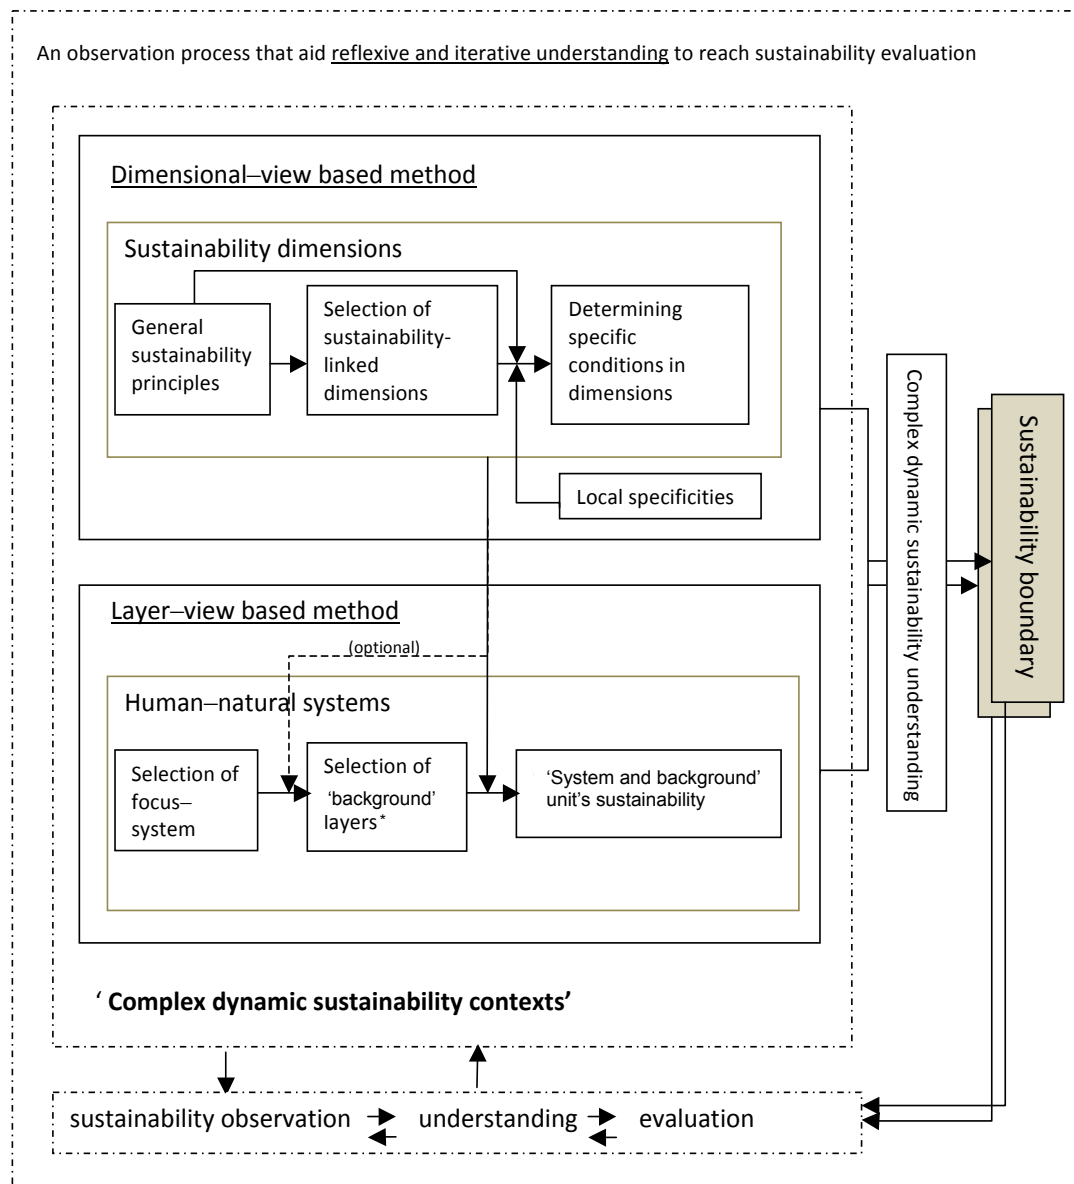 An observation process that aid reflexive and iterative understanding to reach sustainability evaluation
Dimensional–view based method
Sustainability dimensions
General
sustainability
principles
Selection of
sustainability-
linked
dimensions
Determining
specific
conditions in
dimensions
Local specificities
Layer–view based method
(optional)
Human–natural systems
Selection of
focus–
system
Selection of
‘background’
layers*
‘System and background’
unit’s sustainability
Complex dynamic sustainability understanding
Sustainability boundary
‘ Complex dynamic sustainability contexts’
sustainability observation understanding evaluation